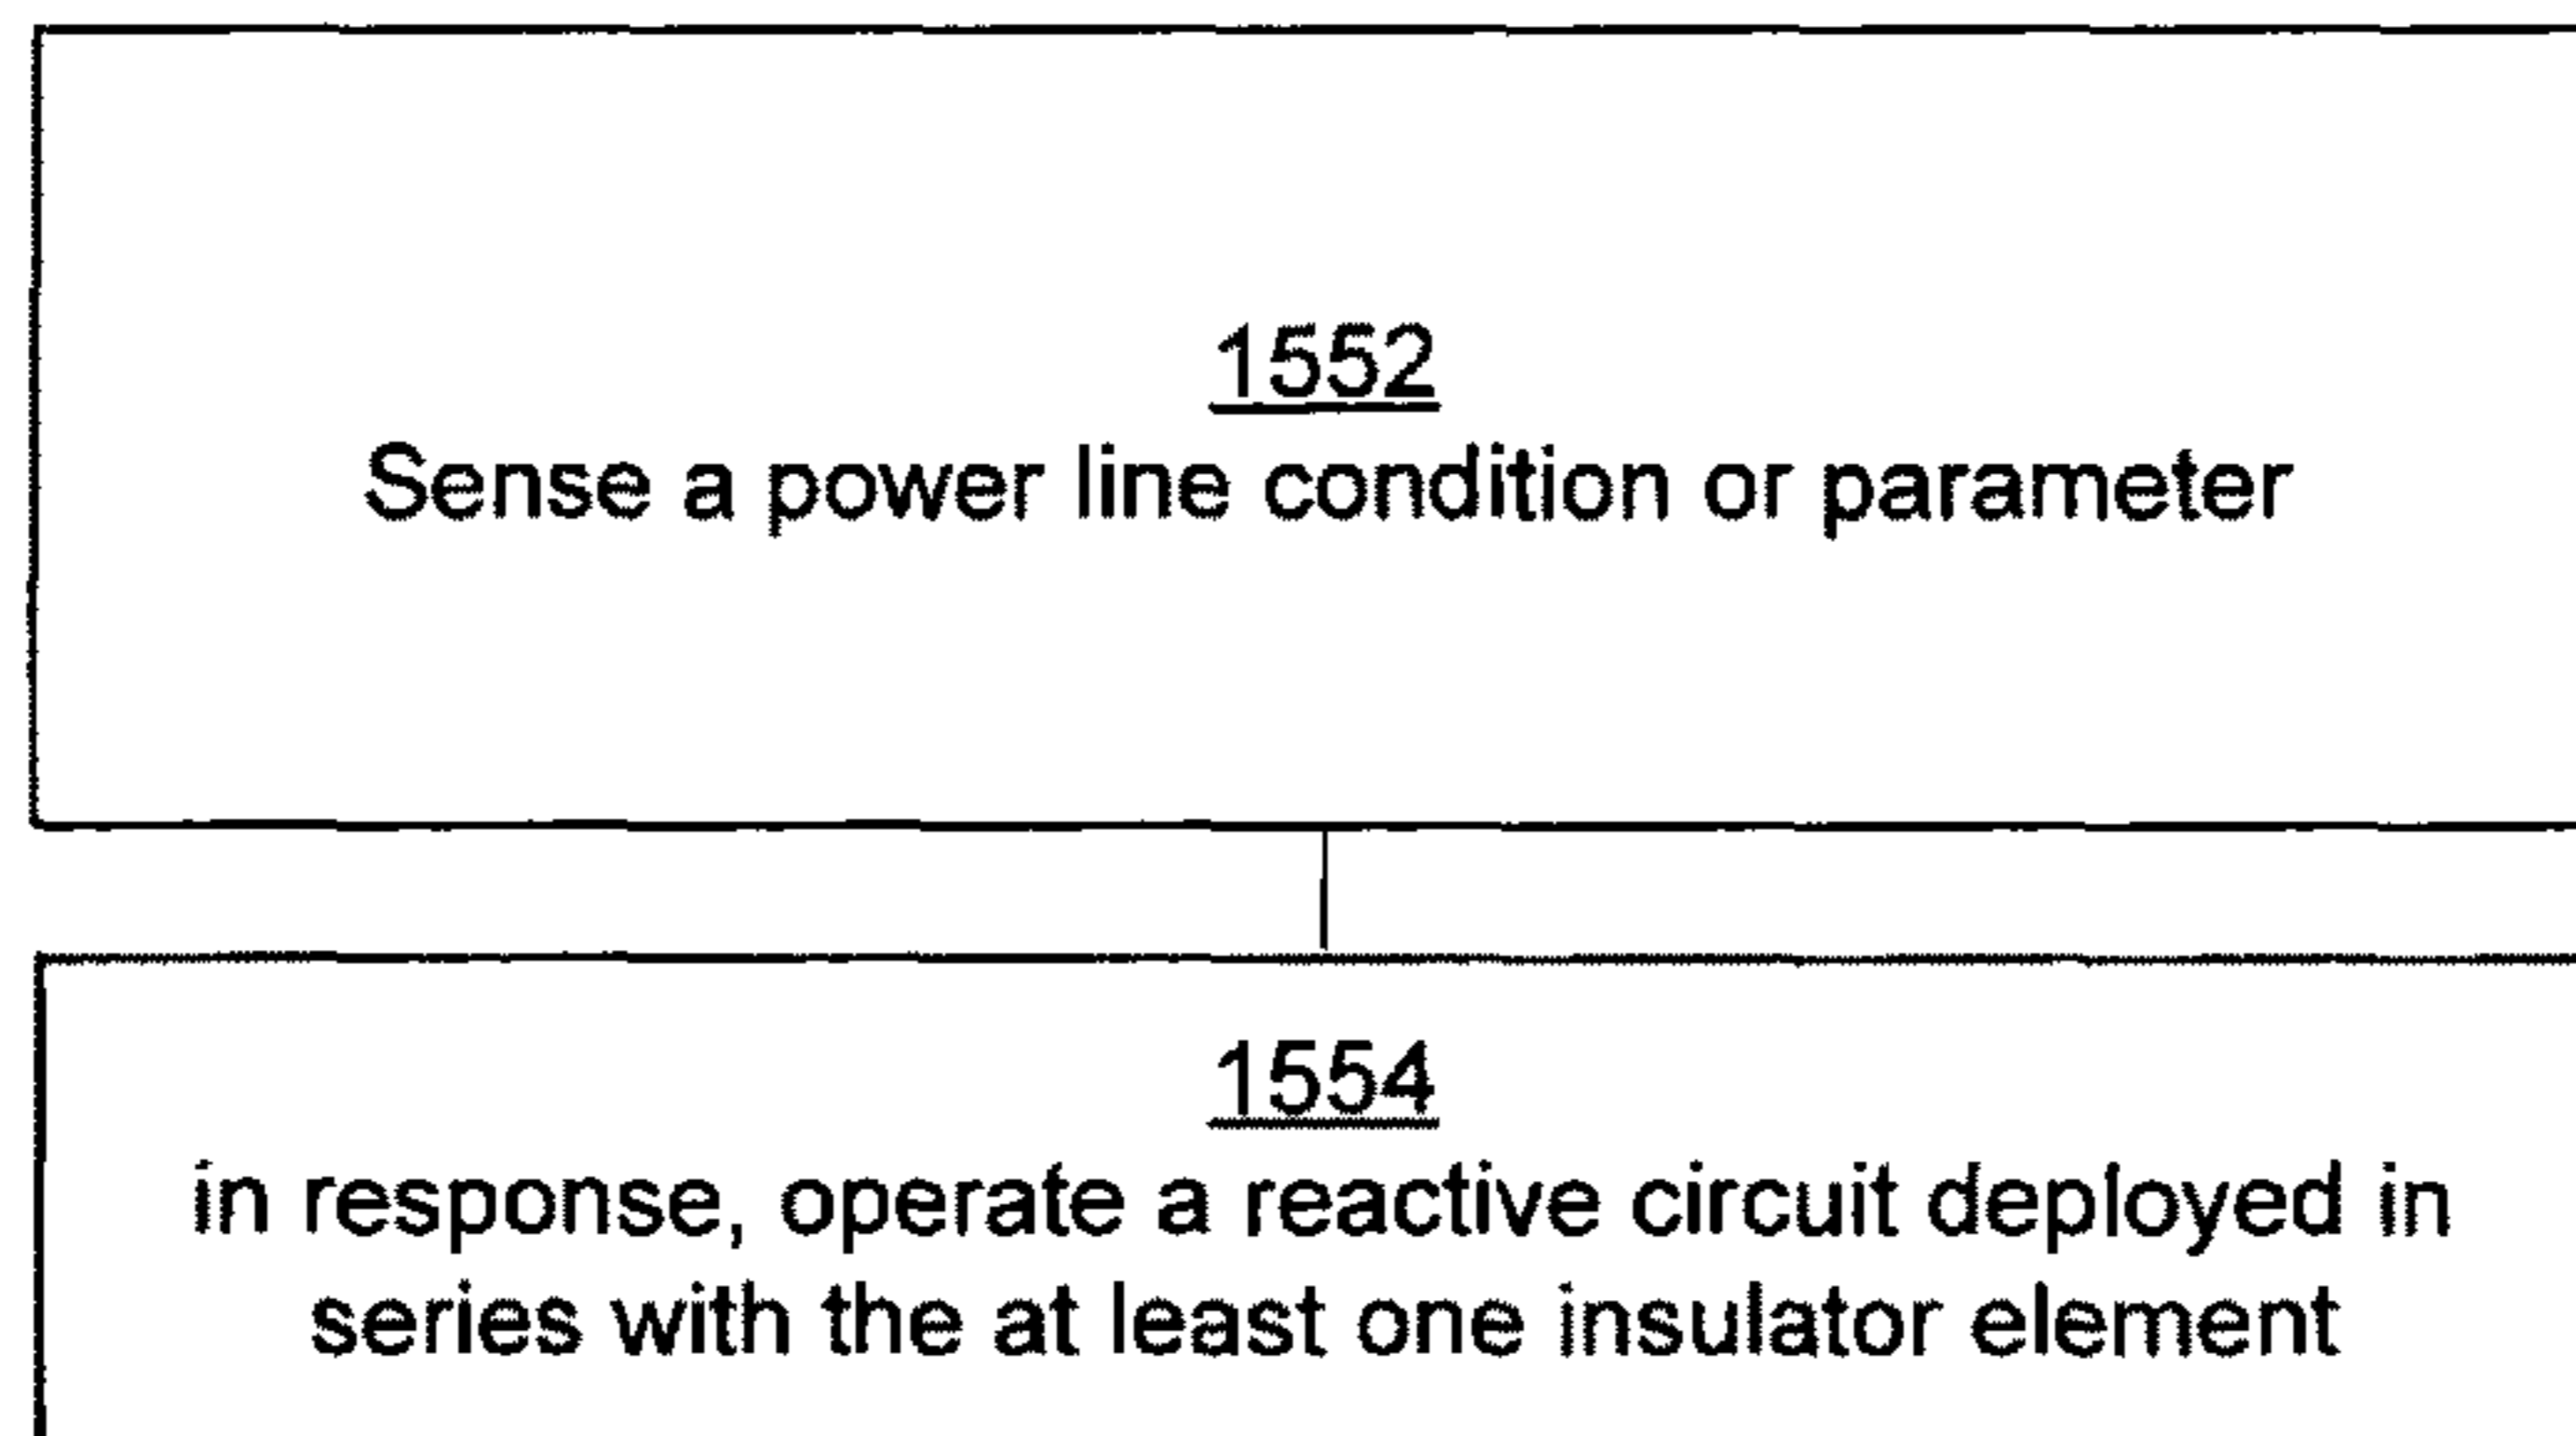 1552
Sense a power line condition or parameter
1554
in response, operate a reactive circuit deployed in
series with the at least one insulator element